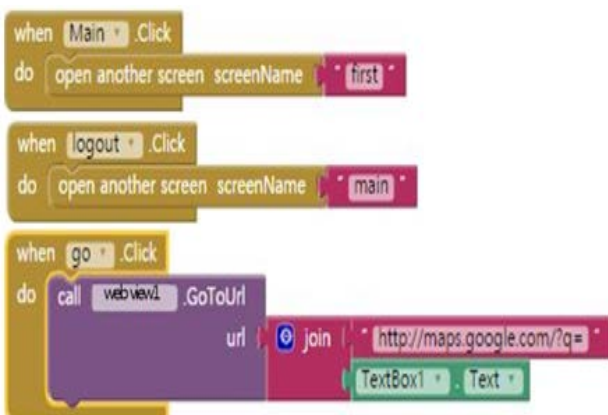 when Main .Click
do open another screen screenName " first "
when logout .Click
do open another screen screenName " main "
when go .Click
do call webview1 .GoToUrl
url join " http://maps.google.com/?q= "
TextBox1 . Text